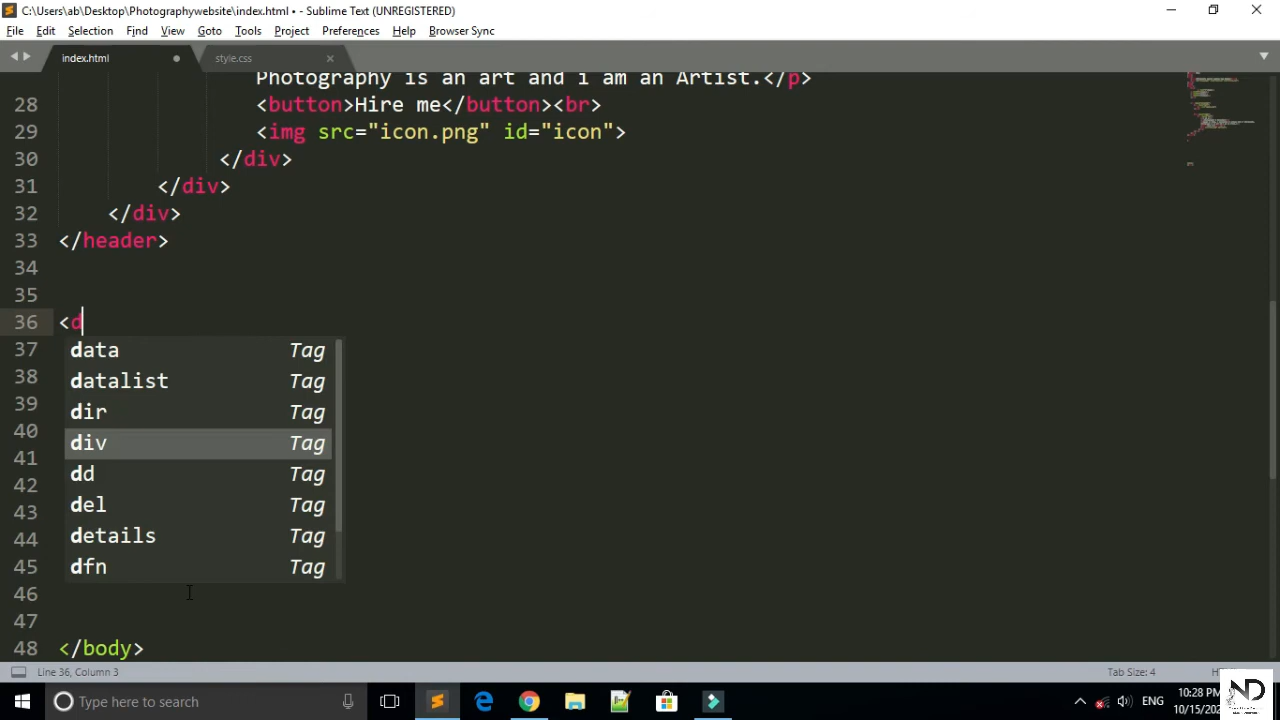 C:\Users\ab\Desktop\Photographywebsite\index.html • - Sublime Text (UNREGISTERED)
File Edit Selection Find View Goto Tools Project Preferences Help Browser Sync
index.html style.css
Photography is an art and i am an Artist.</p>
28 <button>Hire me</button><br>
29 <img src="icon.png" id="icon">
30 </div>
31 </div>
32 </div>
33 </header>
34
35
36 <d
37 data Tag
38 datalist Tag
39 dir Tag
40 div Tag
41
42 dd Tag
43 del Tag
44 details Tag
45 dfn Tag
46
47
48 </body>
Line 36, Column 3 Tab Size: 4
Type here to search ENG 10:28 PM
ND